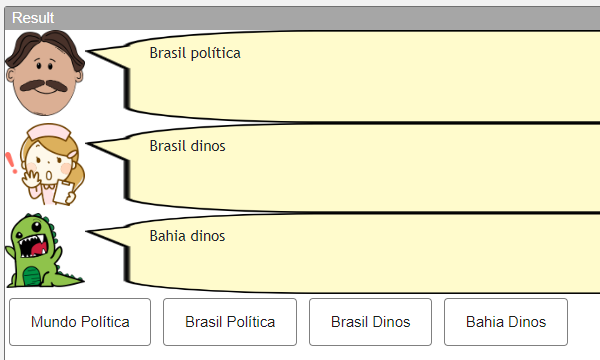 Result
Brasil política
Brasil dinos
Bahia dinos
Mundo Política
Brasil Política
Brasil Dinos
Bahia Dinos